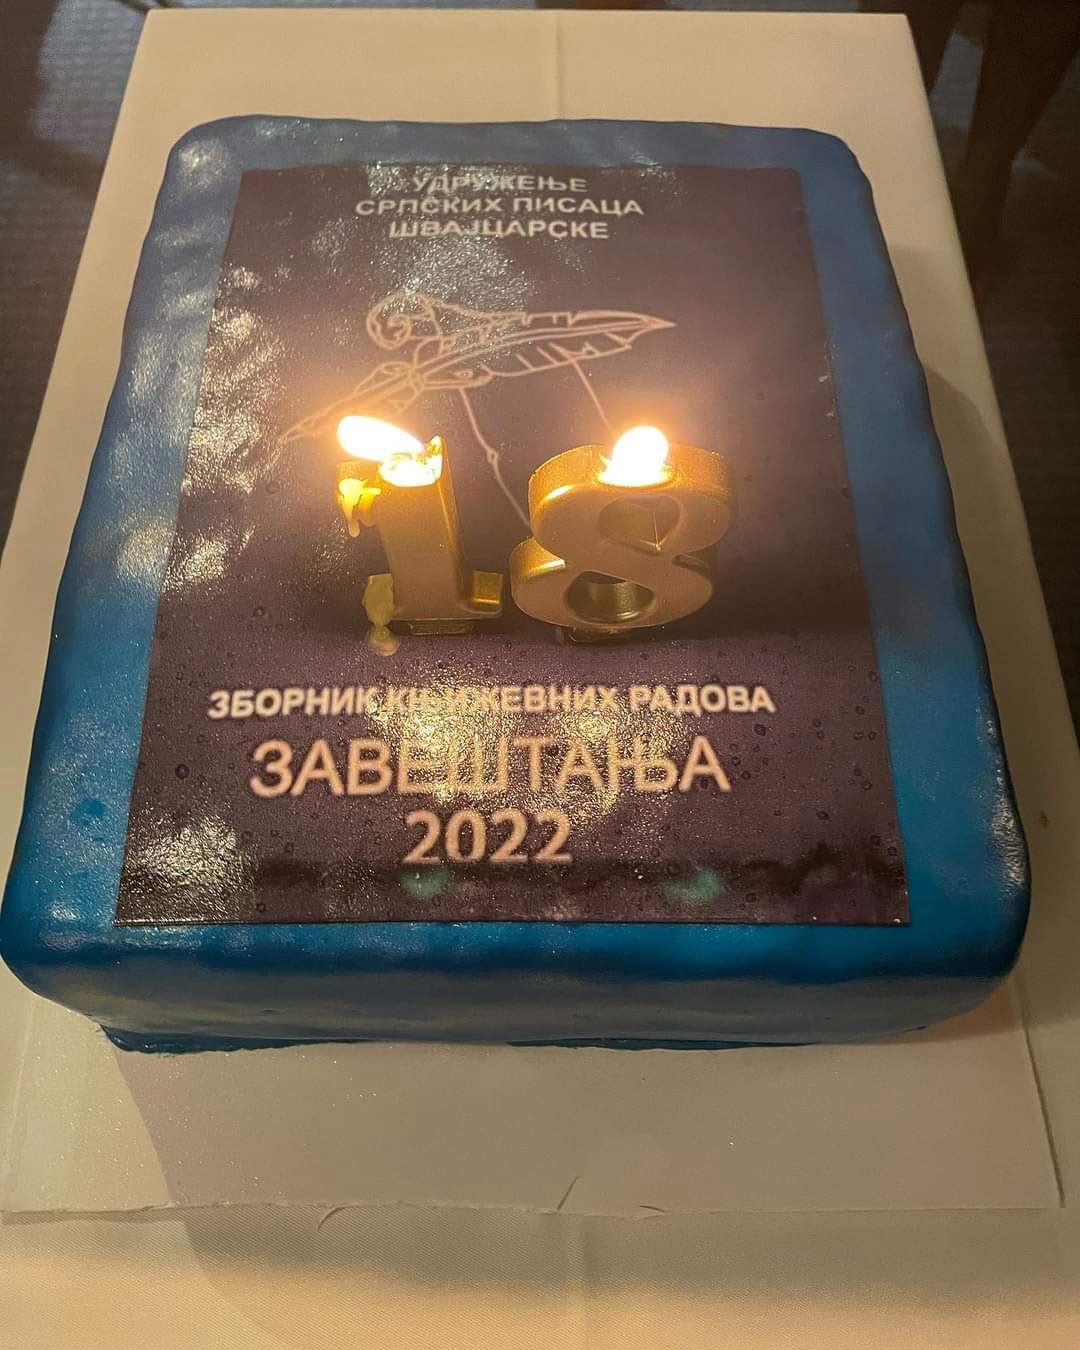 УДРУЖЕЊЕ
СРПСКИХ ПИСАЦА
ШВАЈЦАРСКЕ
18
ЗБОРНИК КЊИЖЕВНИХ РАДОВА
ЗАВЕШТАЊА
2022